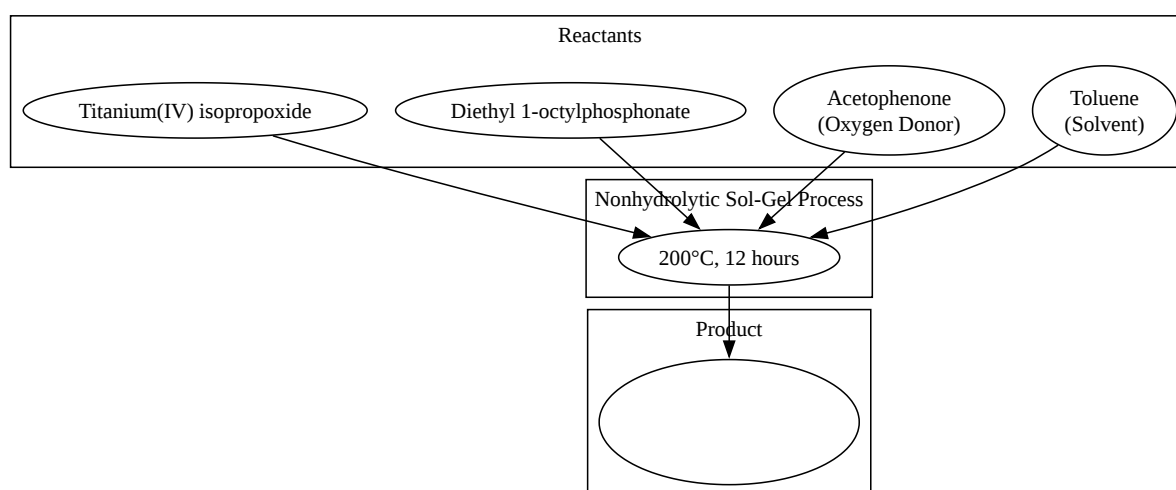 Reactants
Titanium(IV) isopropoxide
Diethyl 1-octylphosphonate
Acetophenone
(Oxygen Donor)
Toluene
(Solvent)
Nonhydrolytic Sol-Gel Process
200°C, 12 hours
Product